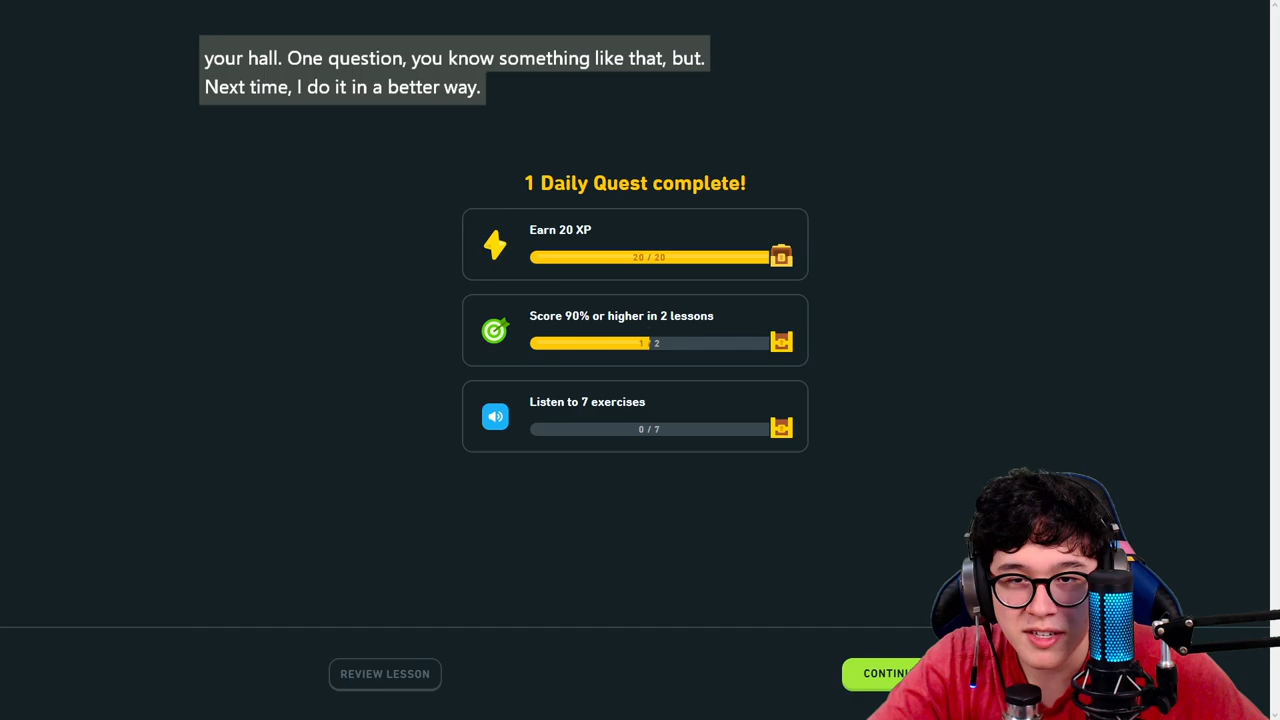 your hall. One question, you know something like that, but.
Next time, I do it in a better way.
1 Daily Quest complete!
Earn 20 XP
20 / 20
Score 90% or higher in 2 lessons
1 / 2
Listen to 7 exercises
0 / 7
REVIEW LESSON
CONTIN